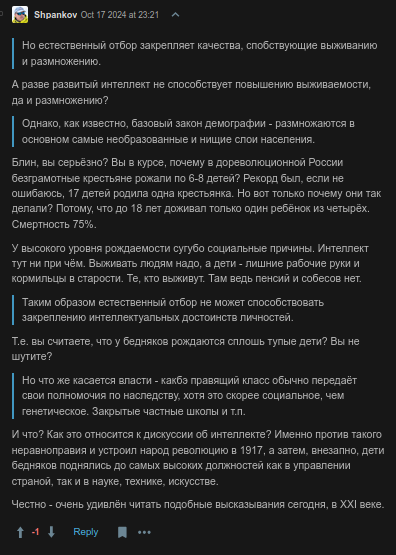 Shpankov Oct 17 2024 at 23:21
Но естественный отбор закрепляет качества, спобствующие выживанию
и размножению.
А разве развитый интеллект не способствует повышению выживаемости,
да и размножению?
Однако, как известно, базовый закон демографии - размножаются в
основном самые необразованные и нищие слои населения.
Блин, вы серьёзно? Вы в курсе, почему в дореволюционной России
безграмотные крестьяне рожали по 6-8 детей? Рекорд был, если не
ошибаюсь, 17 детей родила одна крестьянка. Но вот только почему они так
делали? Потому, что до 18 лет доживал только один ребёнок из четырёх.
Смертность 75%.
У высокого уровня рождаемости сугубо социальные причины. Интеллект
тут ни при чём. Выживать людям надо, а дети - лишние рабочие руки и
кормильцы в старости. Те, кто выживут. Там ведь пенсий и собесов нет.
Таким образом естественный отбор не может способствовать
закреплению интеллектуальных достоинств личностей.
Т.е. вы считаете, что у бедняков рождаются сплошь тупые дети? Вы не
шутите?
Но что же касается власти - какбэ правящий класс обычно передаёт
свои полномочия по наследству, хотя это скорее социальное, чем
генетическое. Закрытые частные школы и т.п.
И что? Как это относится к дискуссии об интеллекте? Именно против такого
неравноправия и устроил народ революцию в 1917, а затем, внезапно, дети
бедняков поднялись до самых высоких должностей как в управлении
страной, так и в науке, технике, искусстве.
Честно - очень удивлён читать подобные высказывания сегодня, в XXI веке.
-1 Reply